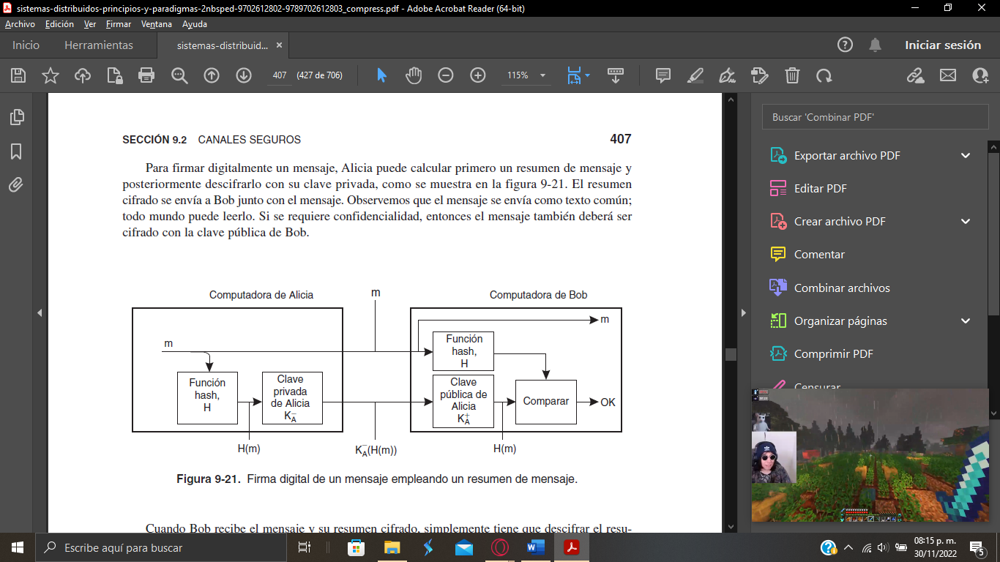 sistemas-distribuidos-principios-y-paradigmas-2nbsped-9702612802-9789702612803_compress.pdf - Adobe Acrobat Reader (64-bit)
Archivo Edición Ver Firmar Ventana Ayuda
Inicio Herramientas sistemas-distribuid... × Iniciar sesión
407 (427 de 706) 115%
SECCIÓN 9.2 CANALES SEGUROS 407
Para firmar digitalmente un mensaje, Alicia puede calcular primero un resumen de mensaje y
posteriormente descifrarlo con su clave privada, como se muestra en la figura 9-21. El resumen
cifrado se envía a Bob junto con el mensaje. Observemos que el mensaje se envía como texto común;
todo mundo puede leerlo. Si se requiere confidencialidad, entonces el mensaje también deberá ser
cifrado con la clave pública de Bob.
Computadora de Alicia m Computadora de Bob
m
m
Función
hash,
H
Clave
privada
de Alicia
K⁻A
H(m)
K⁻A(H(m))
Función
hash,
H
Clave
pública de
Alicia
K⁺A
Comparar
OK
H(m)
Figura 9-21. Firma digital de un mensaje empleando un resumen de mensaje.
Cuando Bob recibe el mensaje y su resumen cifrado, simplemente tiene que descifrar el resu-
Buscar 'Combinar PDF'
Exportar archivo PDF
Editar PDF
Crear archivo PDF
Comentar
Combinar archivos
Organizar páginas
Comprimir PDF
Censurar
Escribe aquí para buscar
08:15 p. m.
30/11/2022
5